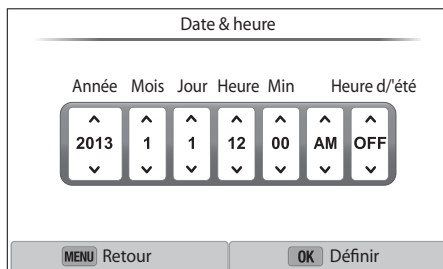 Date & heure
Année Mois Jour Heure Min Heure d/'été
2013 1 1 12 00 AM OFF
MENU Retour OK Définir